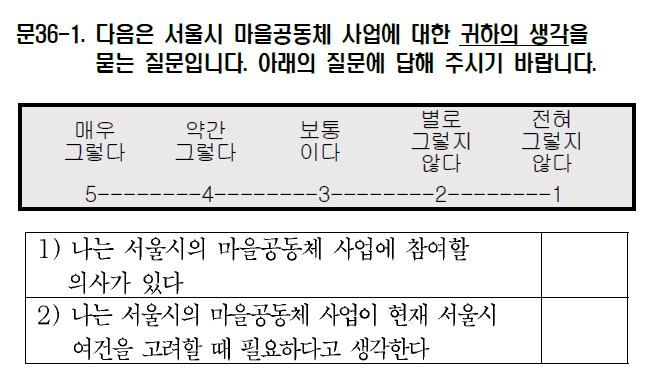 문36-1. 다음은 서울시 마을공동체 사업에 대한 귀하의 생각을
묻는 질문입니다. 아래의 질문에 답해 주시기 바랍니다.
매우 그렇다
약간 그렇다
보통 이다
별로 그렇지 않다
전혀 그렇지 않다
5--------4--------3--------2--------1
1) 나는 서울시의 마을공동체 사업에 참여할
의사가 있다
2) 나는 서울시의 마을공동체 사업이 현재 서울시
여건을 고려할 때 필요하다고 생각한다